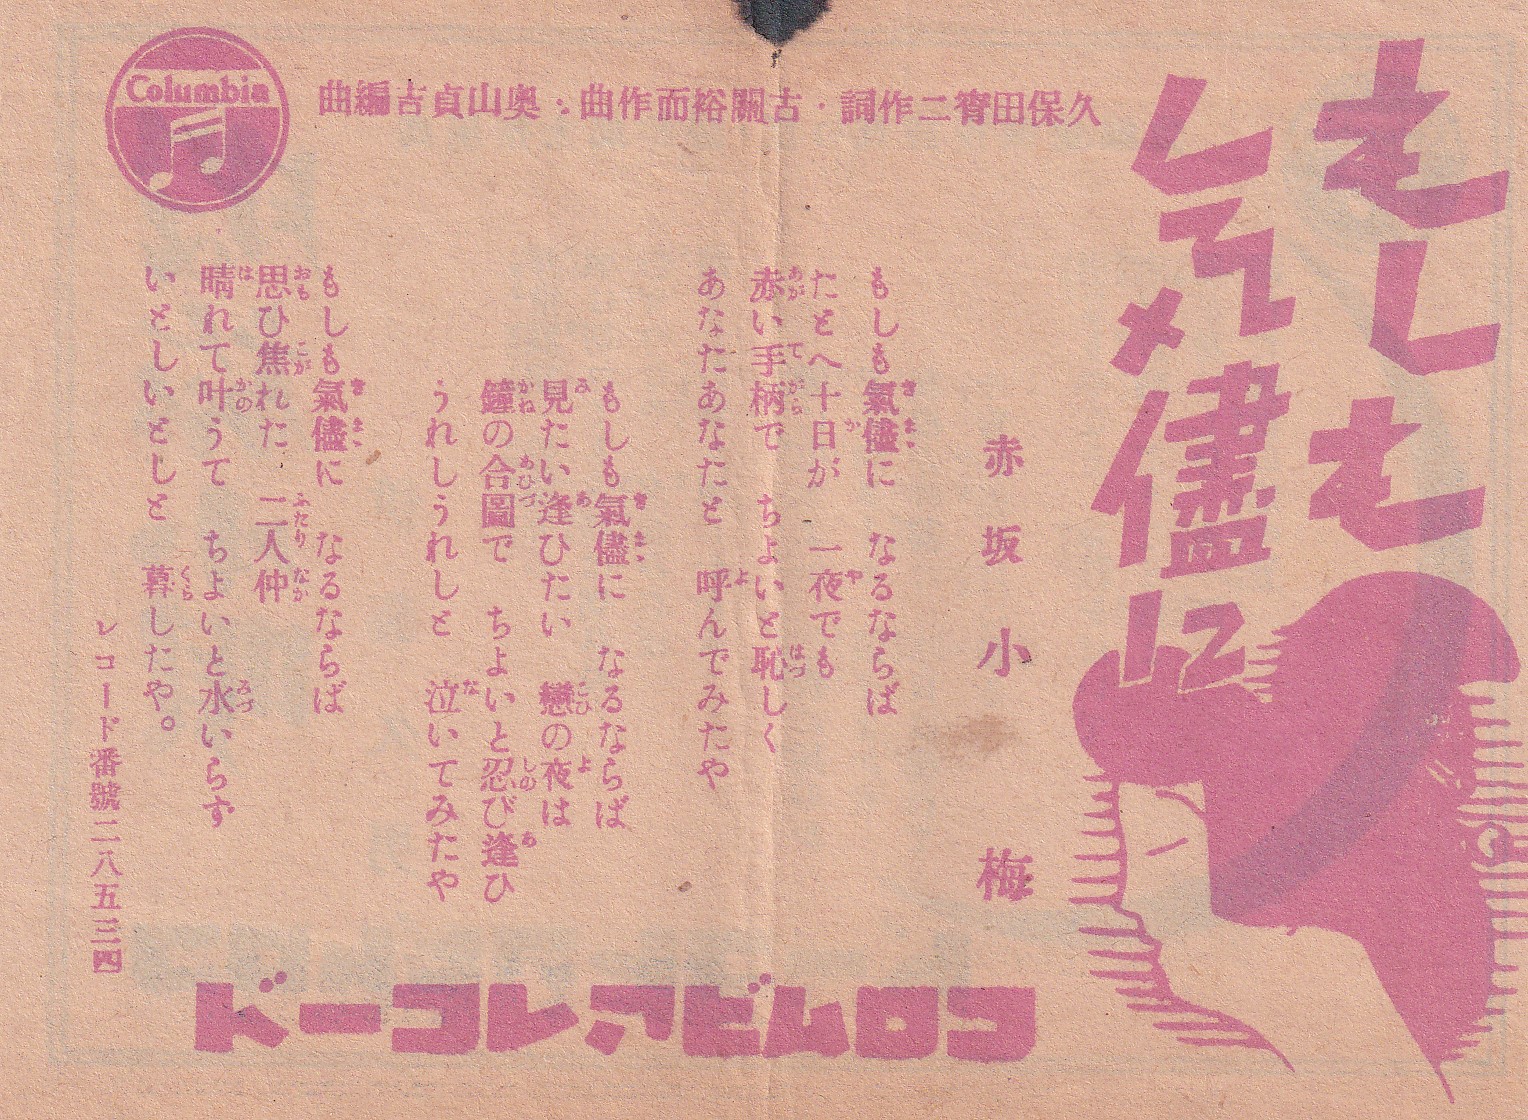 もしも
気儘に
久保田宵二作詞・古關裕而作曲・奥山貞吉編曲
Columbia
赤坂小梅
もしも氣儘に なるならば
たとへ十日が 一夜でも
赤い手柄で ちよいと恥しく
あなたあなたと 呼んでみたや
もしも氣儘に なるならば
見たい逢ひたい 戀の夜は
鐘の合圖で ちよいと忍び逢ひ
うれしうれしと 泣いてみたや
もしも氣儘に なるならば
思ひ焦れた 二人仲
晴れて叶うて ちよいと水いらず
いとしいとしと 暮したや。
レコード番號二八五三四
コロムビアレコード